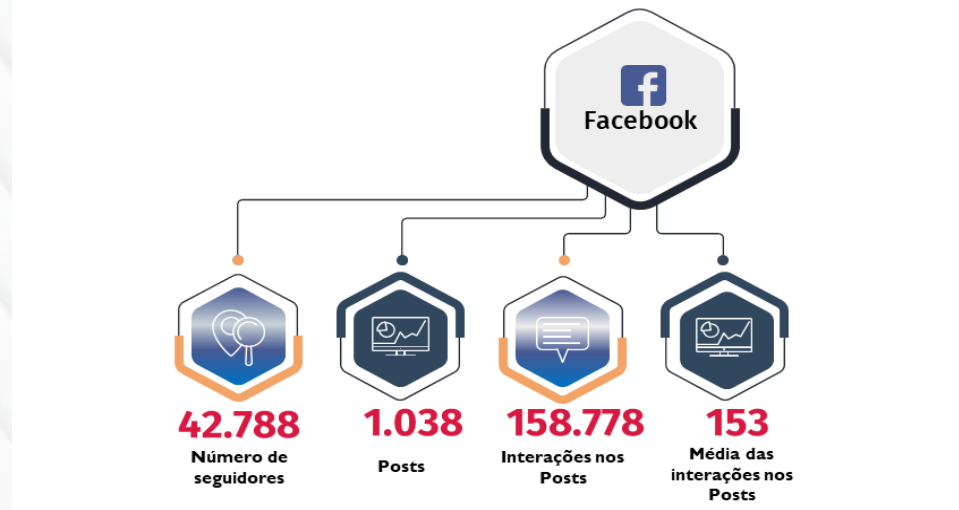 Facebook
42.788
Número de
seguidores
1.038
Posts
158.778
Interações nos
Posts
153
Média das
interações nos
Posts